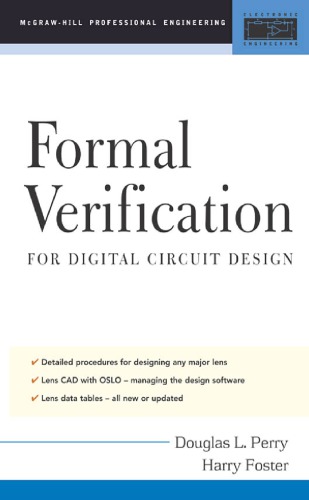 McGRAW-HILL PROFESSIONAL ENGINEERING
ELECTRONIC
ENGINEERING
Formal
Verification
FOR DIGITAL CIRCUIT DESIGN
✓ Detailed procedures for designing any major lens
✓ Lens CAD with OSLO – managing the design software
✓ Lens data tables – all new or updated
Douglas L. Perry
Harry Foster